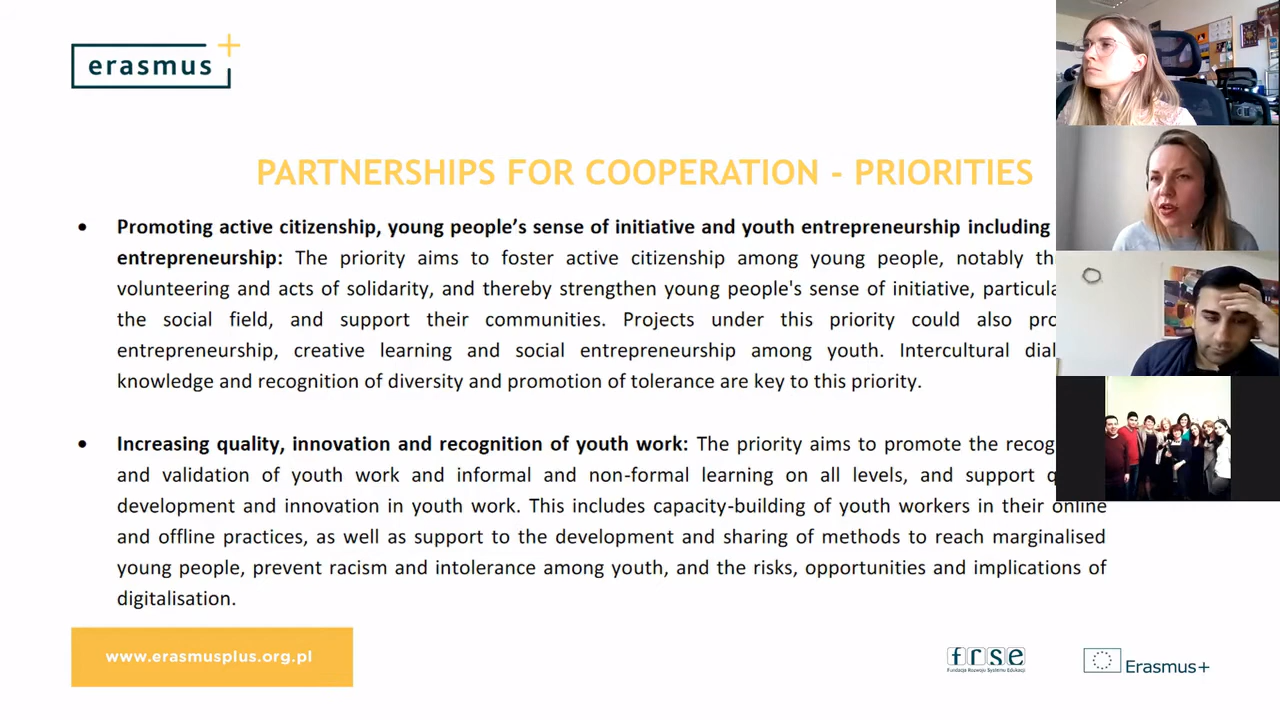 erasmus+
PARTNERSHIPS FOR COOPERATION - PRIORITIES
• Promoting active citizenship, young people's sense of initiative and youth entrepreneurship including
entrepreneurship: The priority aims to foster active citizenship among young people, notably
volunteering and acts of solidarity, and thereby strengthen young people's sense of initiative,
the social field, and support their communities. Projects under this priority could also
entrepreneurship, creative learning and social entrepreneurship among youth. Intercultural
knowledge and recognition of diversity and promotion of tolerance are key to this priority.
• Increasing quality, innovation and recognition of youth work: The priority aims to promote the
and validation of youth work and informal and non-formal learning on all levels, and support
development and innovation in youth work. This includes capacity-building of youth workers in their online
and offline practices, as well as support to the development and sharing of methods to reach marginalised
young people, prevent racism and intolerance among youth, and the risks, opportunities and implications of
digitalisation.
www.erasmusplus.org.pl
frse
Fundacja Rozwoju Systemu Edukacji
Erasmus+